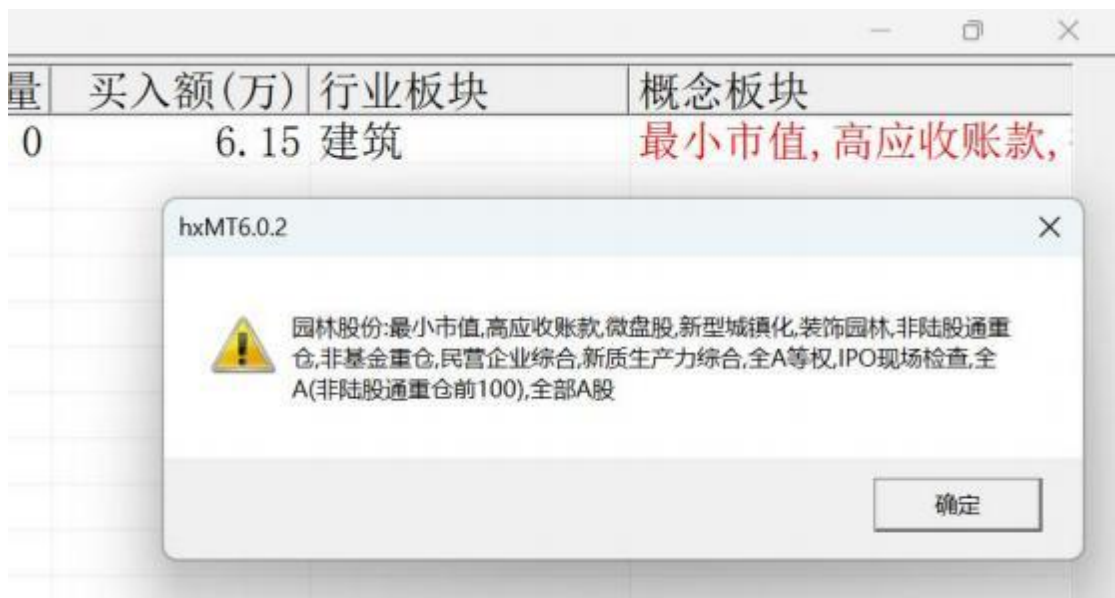 量 买入额(万) 行业板块 概念板块
0 6.15 建筑 最小市值,高应收账款,
hxMT6.0.2
园林股份:最小市值,高应收账款,微盘股,新型城镇化,装饰园林,非陆股通重
仓,非基金重仓,民营企业综合,新质生产力综合,全A等权,IPO现场检查,全
A(非陆股通重仓前100),全部A股
确定